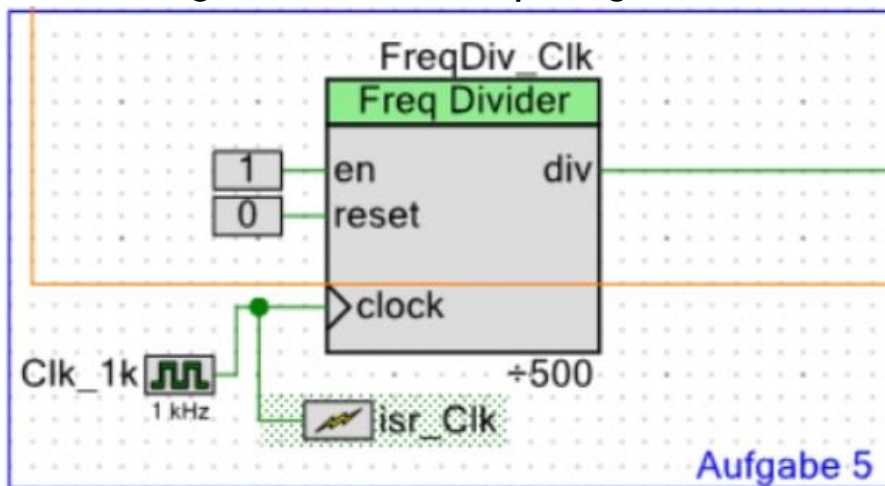 FreqDiv_Clk
Freq Divider
1 en div
0 reset
clock
Clk_1k
1 kHz
÷500
isr_Clk
Aufgabe 5